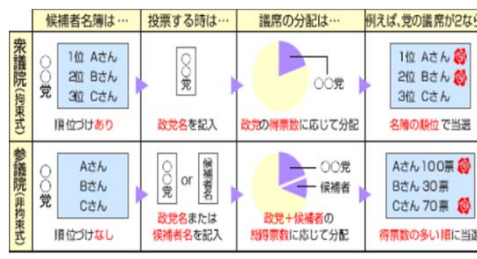 候補者名簿は…
投票する時は…
議席の分配は…
例えば、党の議席が2なら
衆議院(拘束式)
○○党
1位 Aさん
2位 Bさん
3位 Cさん
順位づけあり
○○党
政党名を記入
○○党
政党の得票数に応じて分配
1位 Aさん
2位 Bさん
3位 Cさん
名簿の順位で当選
参議院(非拘束式)
○○党
Aさん
Bさん
Cさん
順位づけなし
○○党
or
候補者名
政党名または
候補者名を記入
○○党
候補者
政党+候補者の
総得票数に応じて分配
Aさん100票
Bさん 30票
Cさん 70票
得票数の多い順に当選